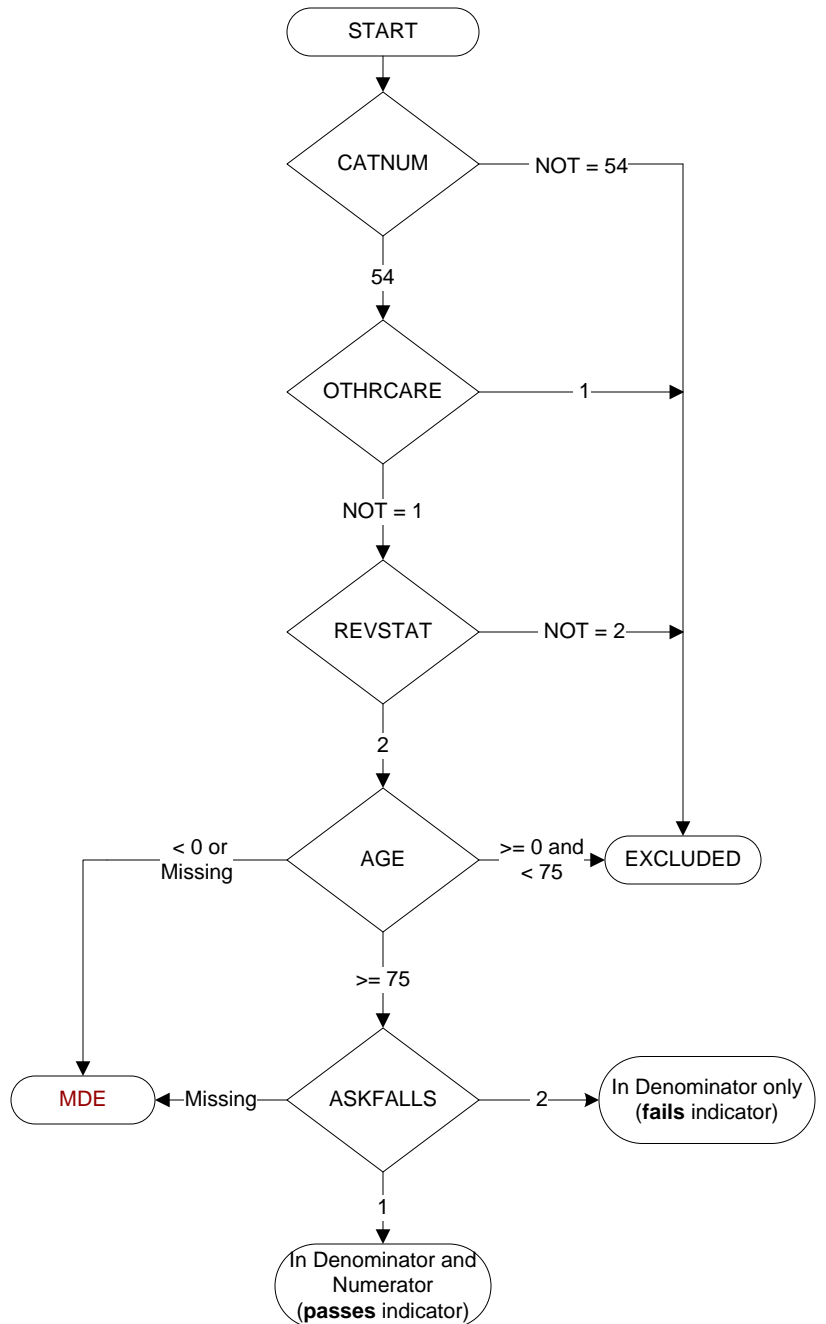 START
CATNUM
NOT = 54
54
OTHRCARE
1
NOT = 1
REVSTAT
NOT = 2
2
< 0 or
Missing
AGE
>= 0 and
< 75
EXCLUDED
>= 75
MDE
Missing
ASKFALLS
2
In Denominator only
(fails indicator)
1
In Denominator and
Numerator
(passes indicator)